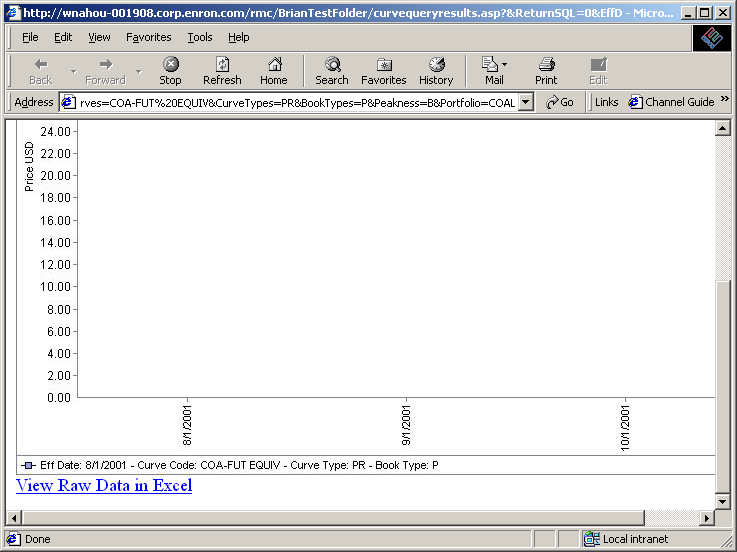 http://wnahou-001908.corp.enron.com/rmc/BrianTestFolder/curvequeryresults.asp?&ReturnSQL=0&EffD - Micro...
File Edit View Favorites Tools Help
Back Forward Stop Refresh Home Search Favorites History Mail Print Edit
Address rves=COA-FUT%20EQUIV&CurveTypes=PR&BookTypes=P&Peakness=B&Portfolio=COAL Go Links Channel Guide »
Price USD
24.00
22.00
20.00
18.00
16.00
14.00
12.00
10.00
8.00
6.00
4.00
2.00
0.00
8/1/2001 9/1/2001 10/1/2001
Eff Date: 8/1/2001 - Curve Code: COA-FUT EQUIV - Curve Type: PR - Book Type: P
View Raw Data in Excel
Done Local intranet